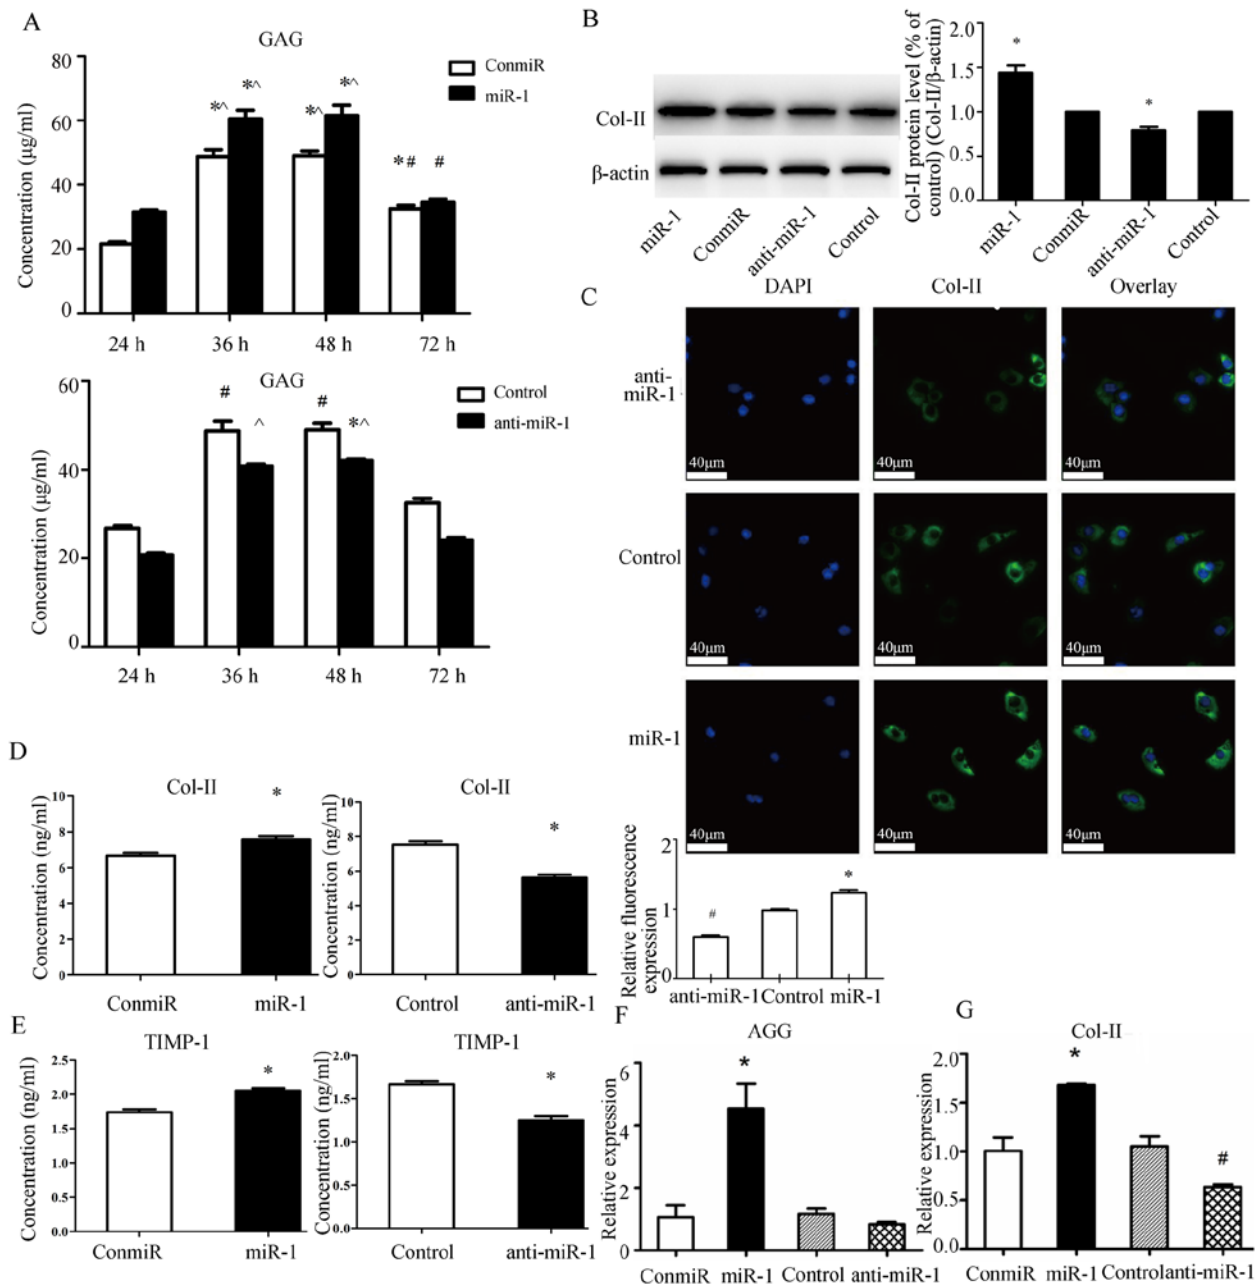 A
GAG
ConmiR
miR-1
Concentration (μg/ml)
80
60
40
20
0
*^
*^
*^
*^
*#
#
24 h
36 h
48 h
72 h
GAG
Control
anti-miR-1
Concentration (μg/ml)
60
40
20
0
#
^
#
*^
24 h
36 h
48 h
72 h
B
Col-II
β-actin
miR-1
ConmiR
anti-miR-1
Control
Col-II protein level (% of
control) (Col-II/β-actin)
2.0
1.5
1.0
0.5
0.0
*
*
miR-1
ConmiR
anti-miR-1
Control
C
DAPI
Col-II
Overlay
anti-
miR-1
40μm
40μm
40μm
Control
40μm
40μm
40μm
miR-1
40μm
40μm
40μm
Relative fluorescence
expression
2
1
0
#
*
anti-miR-1
Control
miR-1
D
Col-II
Concentration (ng/ml)
10
8
6
4
2
0
*
ConmiR
miR-1
Col-II
Concentration (ng/ml)
10
8
6
4
2
0
*
Control
anti-miR-1
E
TIMP-1
Concentration (ng/ml)
2.5
2.0
1.5
1.0
0.5
0.0
*
ConmiR
miR-1
TIMP-1
Concentration (ng/ml)
2.0
1.5
1.0
0.5
0.0
*
Control
anti-miR-1
F
AGG
Relative expression
6
4
2
0
*
ConmiR
miR-1
Control
anti-miR-1
G
Col-II
Relative expression
2.0
1.5
1.0
0.5
0.0
*
#
ConmiR
miR-1
Control
anti-miR-1